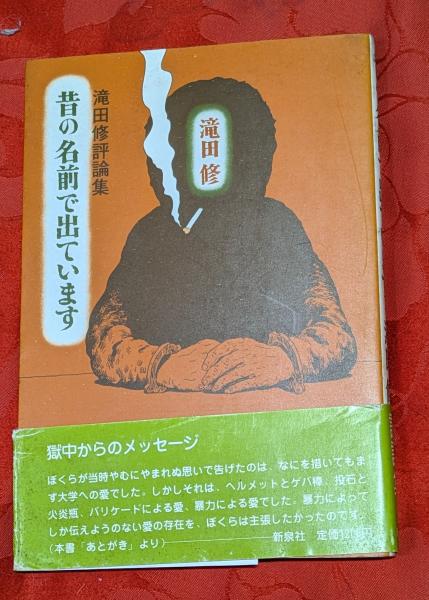 滝田修評論集
昔の名前で出ています
滝田 修
獄中からのメッセージ
ぼくらが当時やむにやまれぬ思いで告げたのは、なにを措いてもま
ず大学への愛でした。しかしそれは、ヘルメットとゲバ棒、投石と
火炎瓶、バリケードによる愛、暴力による愛でした。暴力によって
しか伝えようのない愛の存在を、ぼくらは主張したかったのです。
(本書「あとがき」より)――新泉社 定価1200円